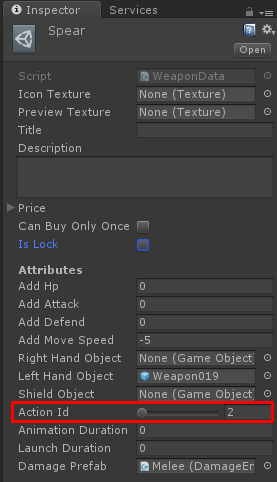 Inspector
Services
Spear
Open
Script WeaponData
Icon Texture None (Texture)
Preview Texture None (Texture)
Title
Description
Price
Can Buy Only Once
Is Lock
Attributes
Add Hp 0
Add Attack 0
Add Defend 0
Add Move Speed -5
Right Hand Object None (Game Object)
Left Hand Object Weapon019
Shield Object None (Game Object)
Action Id 2
Animation Duration 0
Launch Duration 0
Damage Prefab Melee (DamageEn